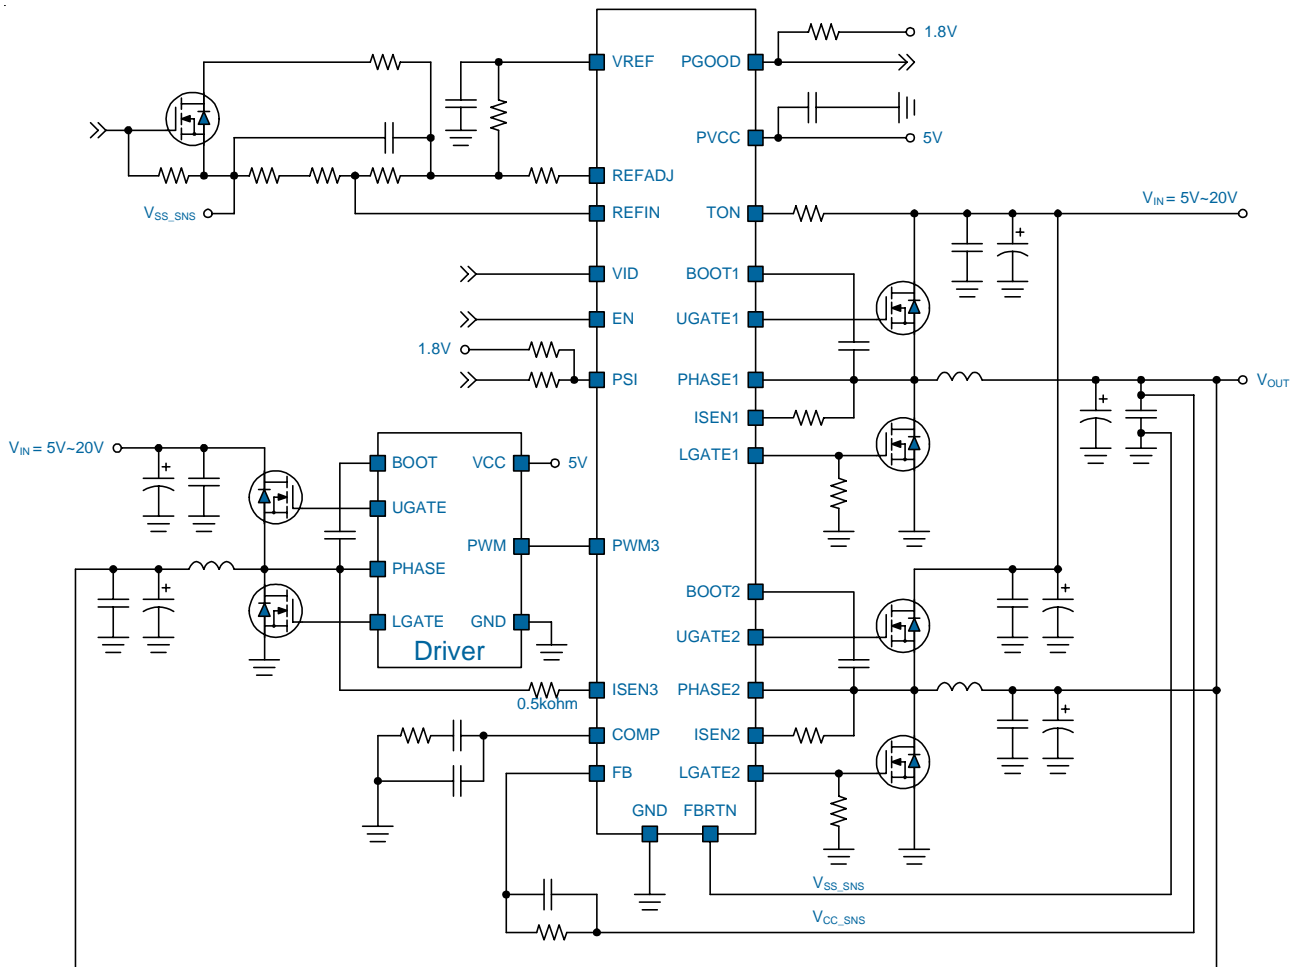 1.8V
VREF PGOOD
PVCC 5V
REFADJ
VSS_SNS REFIN TON VIN = 5V~20V
VID BOOT1
EN UGATE1
1.8V
PSI PHASE1 VOUT
ISEN1
VIN = 5V~20V LGATE1
BOOT VCC 5V
UGATE
PWM PWM3
PHASE
BOOT2
LGATE GND
UGATE2
Driver
ISEN3 PHASE2
0.5kohm
COMP ISEN2
FB LGATE2
GND FBRTN
VSS_SNS
VCC_SNS